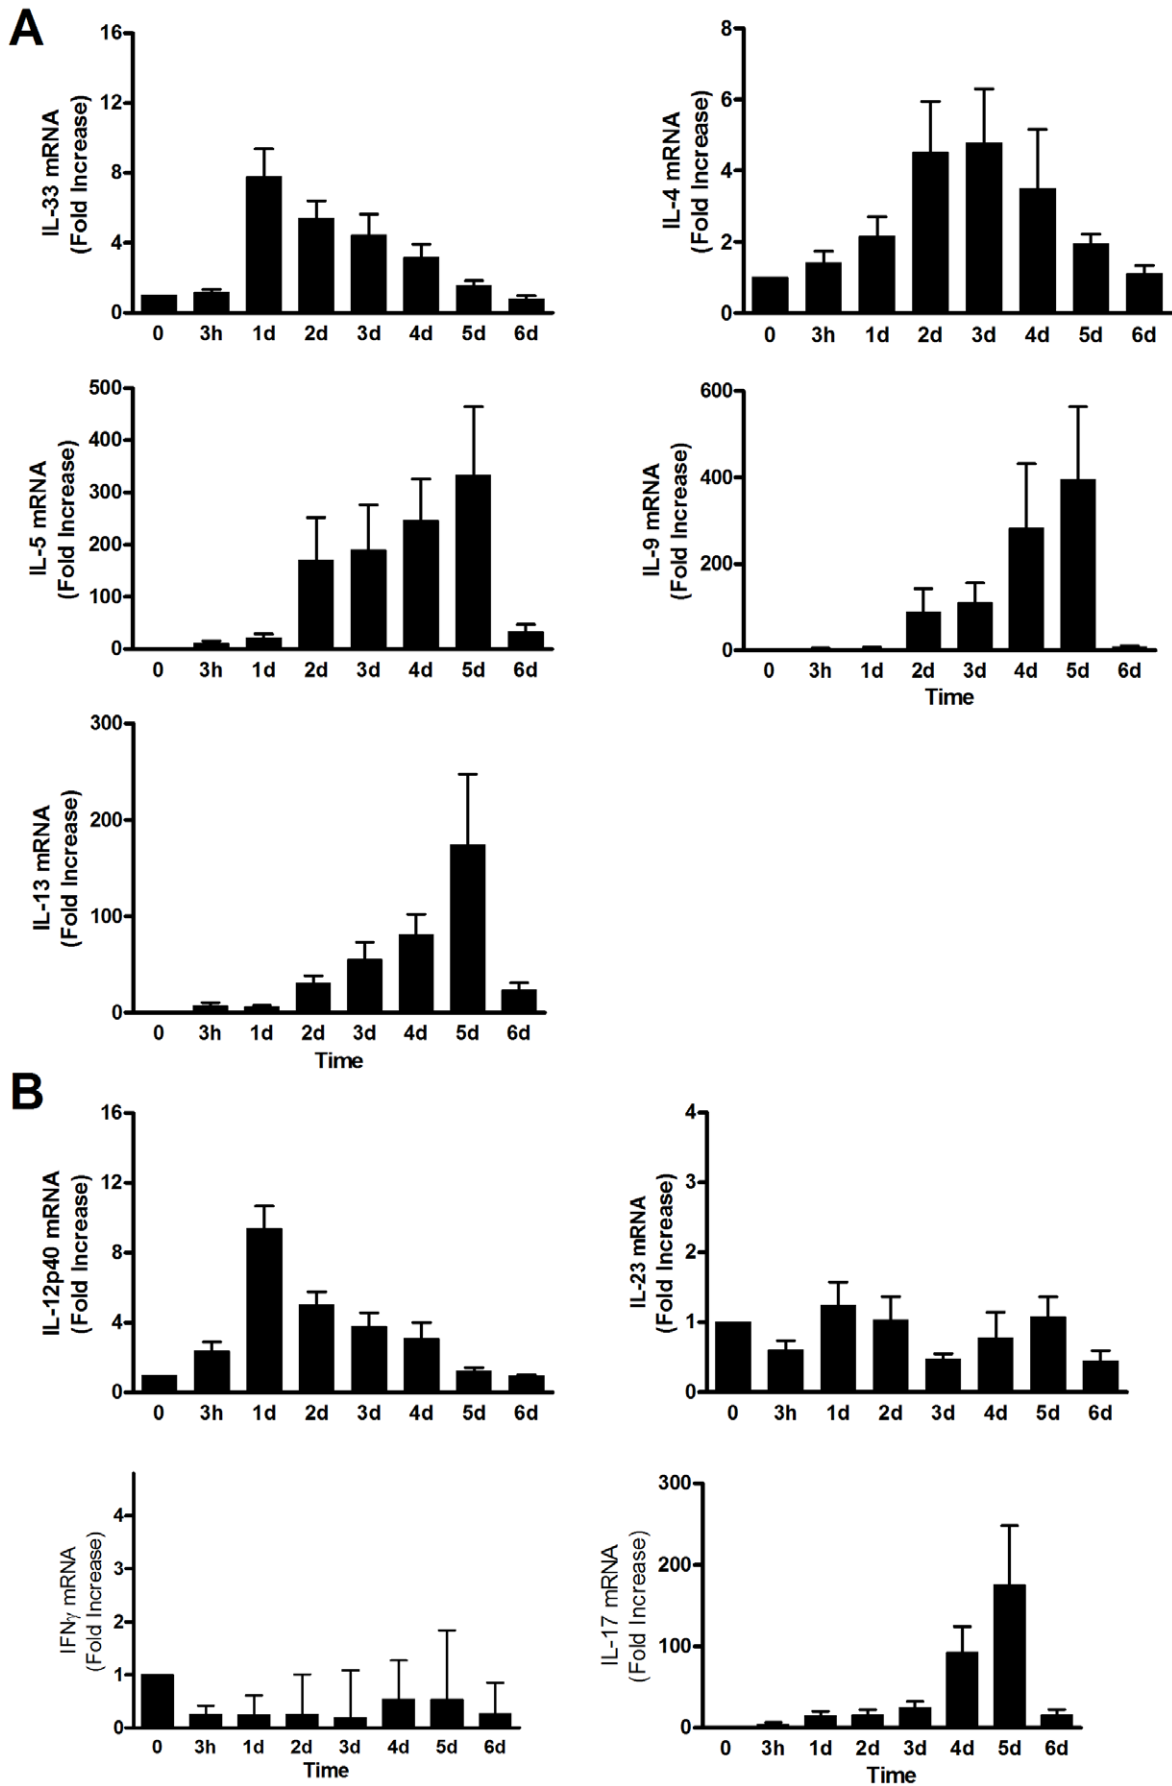 A
IL-33 mRNA
(Fold Increase)
16
12
8
4
0
0 3h 1d 2d 3d 4d 5d 6d
IL-4 mRNA
(Fold Increase)
8
6
4
2
0
0 3h 1d 2d 3d 4d 5d 6d
IL-5 mRNA
(Fold Increase)
500
400
300
200
100
0
0 3h 1d 2d 3d 4d 5d 6d
IL-9 mRNA
(Fold Increase)
600
400
200
0
0 3h 1d 2d 3d 4d 5d 6d
Time
IL-13 mRNA
(Fold Increase)
300
200
100
0
0 3h 1d 2d 3d 4d 5d 6d
Time
B
IL-12p40 mRNA
(Fold Increase)
16
12
8
4
0
0 3h 1d 2d 3d 4d 5d 6d
IL-23 mRNA
(Fold Increase)
4
3
2
1
0
0 3h 1d 2d 3d 4d 5d 6d
IFNγ mRNA
(Fold Increase)
4
3
2
1
0
0 3h 1d 2d 3d 4d 5d 6d
Time
IL-17 mRNA
(Fold Increase)
300
200
100
0
0 3h 1d 2d 3d 4d 5d 6d
Time